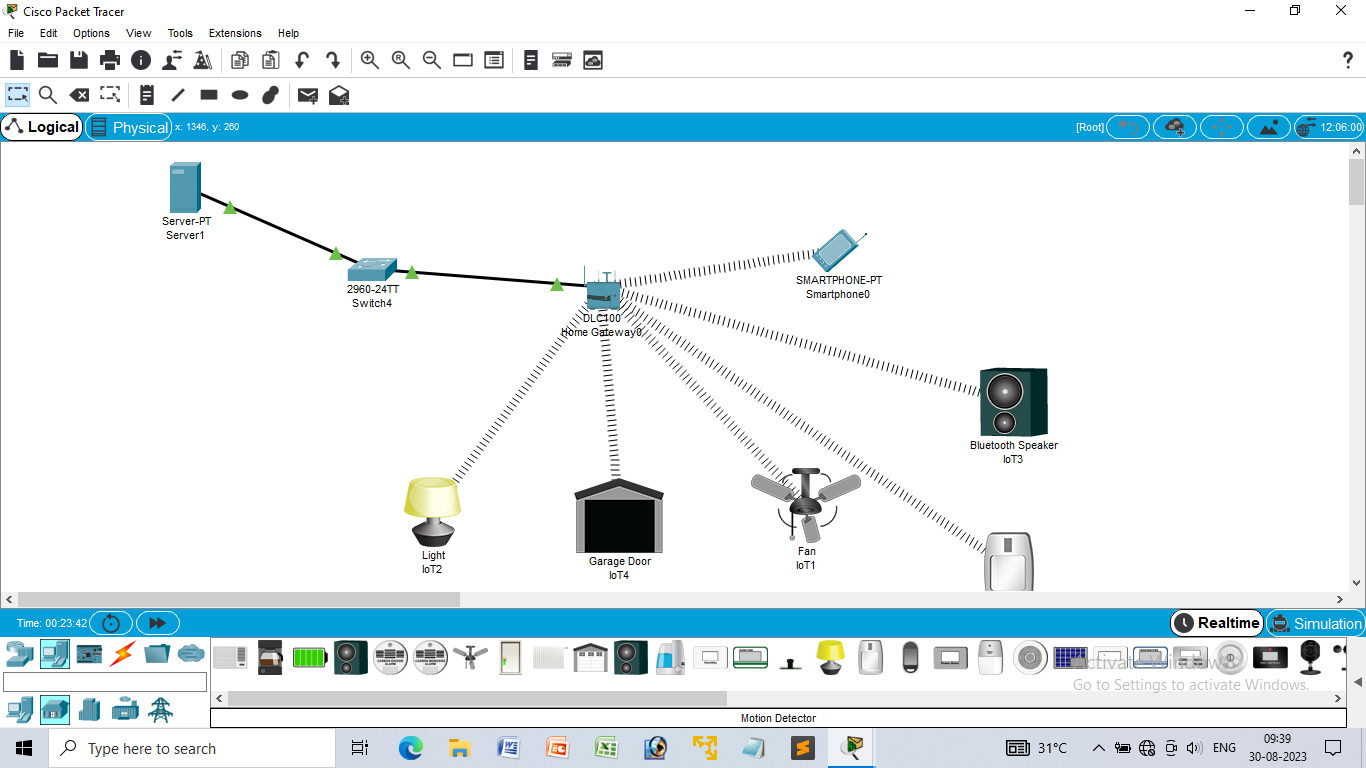 Cisco Packet Tracer
File Edit Options View Tools Extensions Help
Logical Physical x: 1346, y: 260 [Root] 12:06:00
Server-PT
Server1
2960-24TT
Switch4
DLC100
Home Gateway0
SMARTPHONE-PT
Smartphone0
Bluetooth Speaker
IoT3
Light
IoT2
Garage Door
IoT4
Fan
IoT1
Time: 00:23:42 Realtime Simulation
Activate Windows
Go to Settings to activate Windows.
Motion Detector
Type here to search 31°C ENG 09:39
30-08-2023